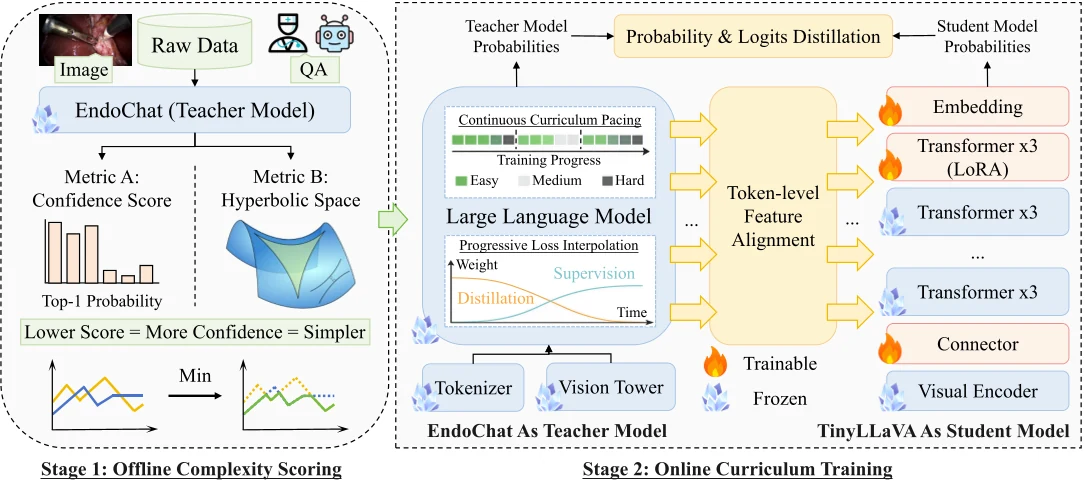 Raw Data
Image
QA
EndoChat (Teacher Model)
Metric A:
Confidence Score
Metric B:
Hyperbolic Space
Top-1 Probability
Lower Score = More Confidence = Simpler
Min
Stage 1: Offline Complexity Scoring
Teacher Model
Probabilities
Probability & Logits Distillation
Student Model
Probabilities
Continuous Curriculum Pacing
Training Progress
Easy
Medium
Hard
Large Language Model
Progressive Loss Interpolation
Weight
Supervision
Distillation
Time
Tokenizer
Vision Tower
EndoChat As Teacher Model
...
Token-level
Feature
Alignment
...
Trainable
Frozen
Embedding
Transformer x3
(LoRA)
Transformer x3
...
Transformer x3
Connector
Visual Encoder
TinyLLaVA As Student Model
Stage 2: Online Curriculum Training